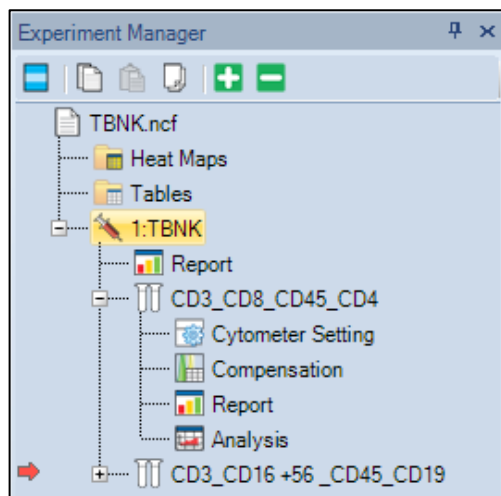 Experiment Manager
TBNK.ncf
Heat Maps
Tables
1:TBNK
Report
CD3_CD8_CD45_CD4
Cytometer Setting
Compensation
Report
Analysis
CD3_CD16 +56 _CD45_CD19